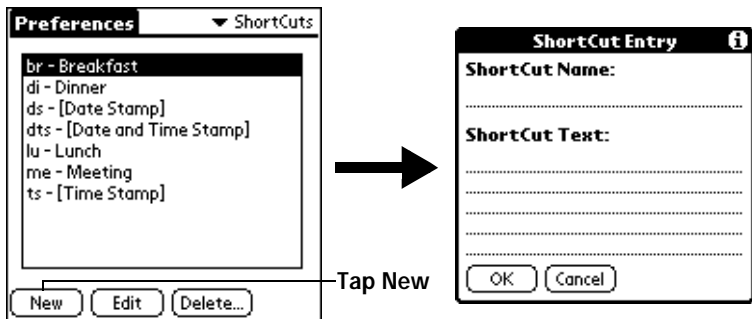 Preferences ShortCuts
br - Breakfast
di - Dinner
ds - [Date Stamp]
dts - [Date and Time Stamp]
lu - Lunch
me - Meeting
ts - [Time Stamp]
New Edit Delete...
Tap New
ShortCut Entry i
ShortCut Name:
ShortCut Text:
OK Cancel